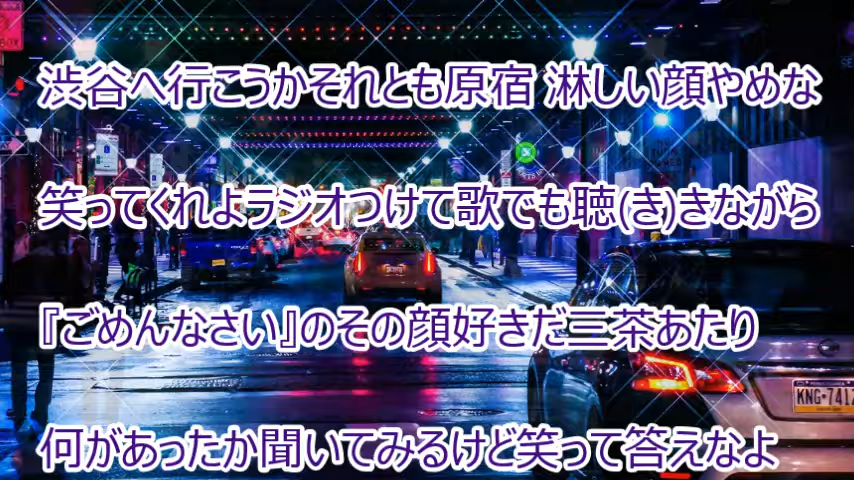 渋谷へ行こうかそれとも原宿 淋しい顔やめな
笑ってくれよラジオつけて歌でも聴(き)きながら
『ごめんなさい』のその顔好きだ三茶あたり
何があったか聞いてみるけど笑って答えなよ
BOX